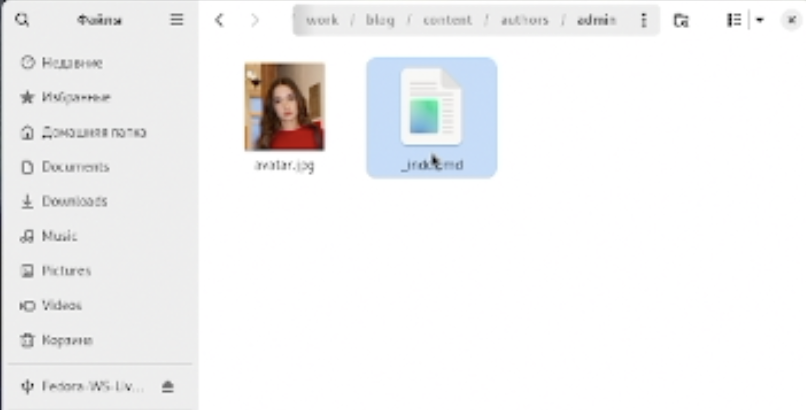 Файлы
work / blog / content / authors / admin
Недавние
Избранные
Домашняя папка
Documents
Downloads
Music
Pictures
Videos
Корзина
Fedora-WS-Liv...
avatar.jpg